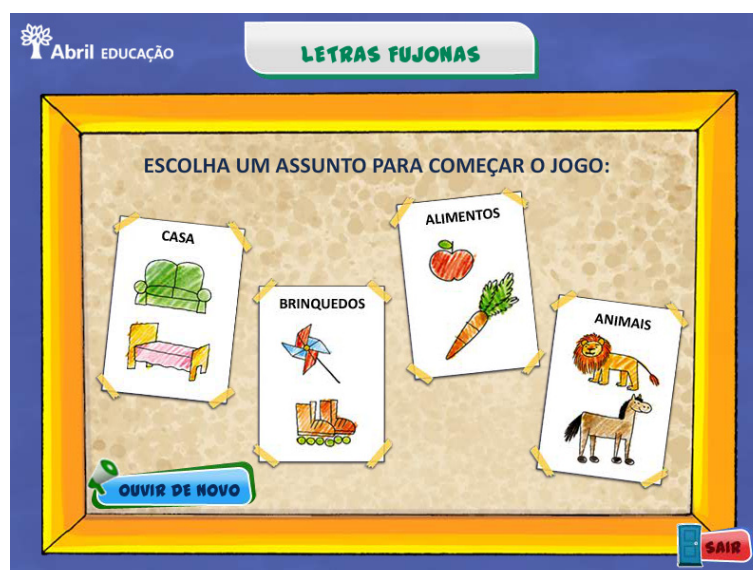 Abril EDUCAÇÃO
LETRAS FUJONAS
ESCOLHA UM ASSUNTO PARA COMEÇAR O JOGO:
CASA
BRINQUEDOS
ALIMENTOS
ANIMAIS
OUVIR DE NOVO
SAIR